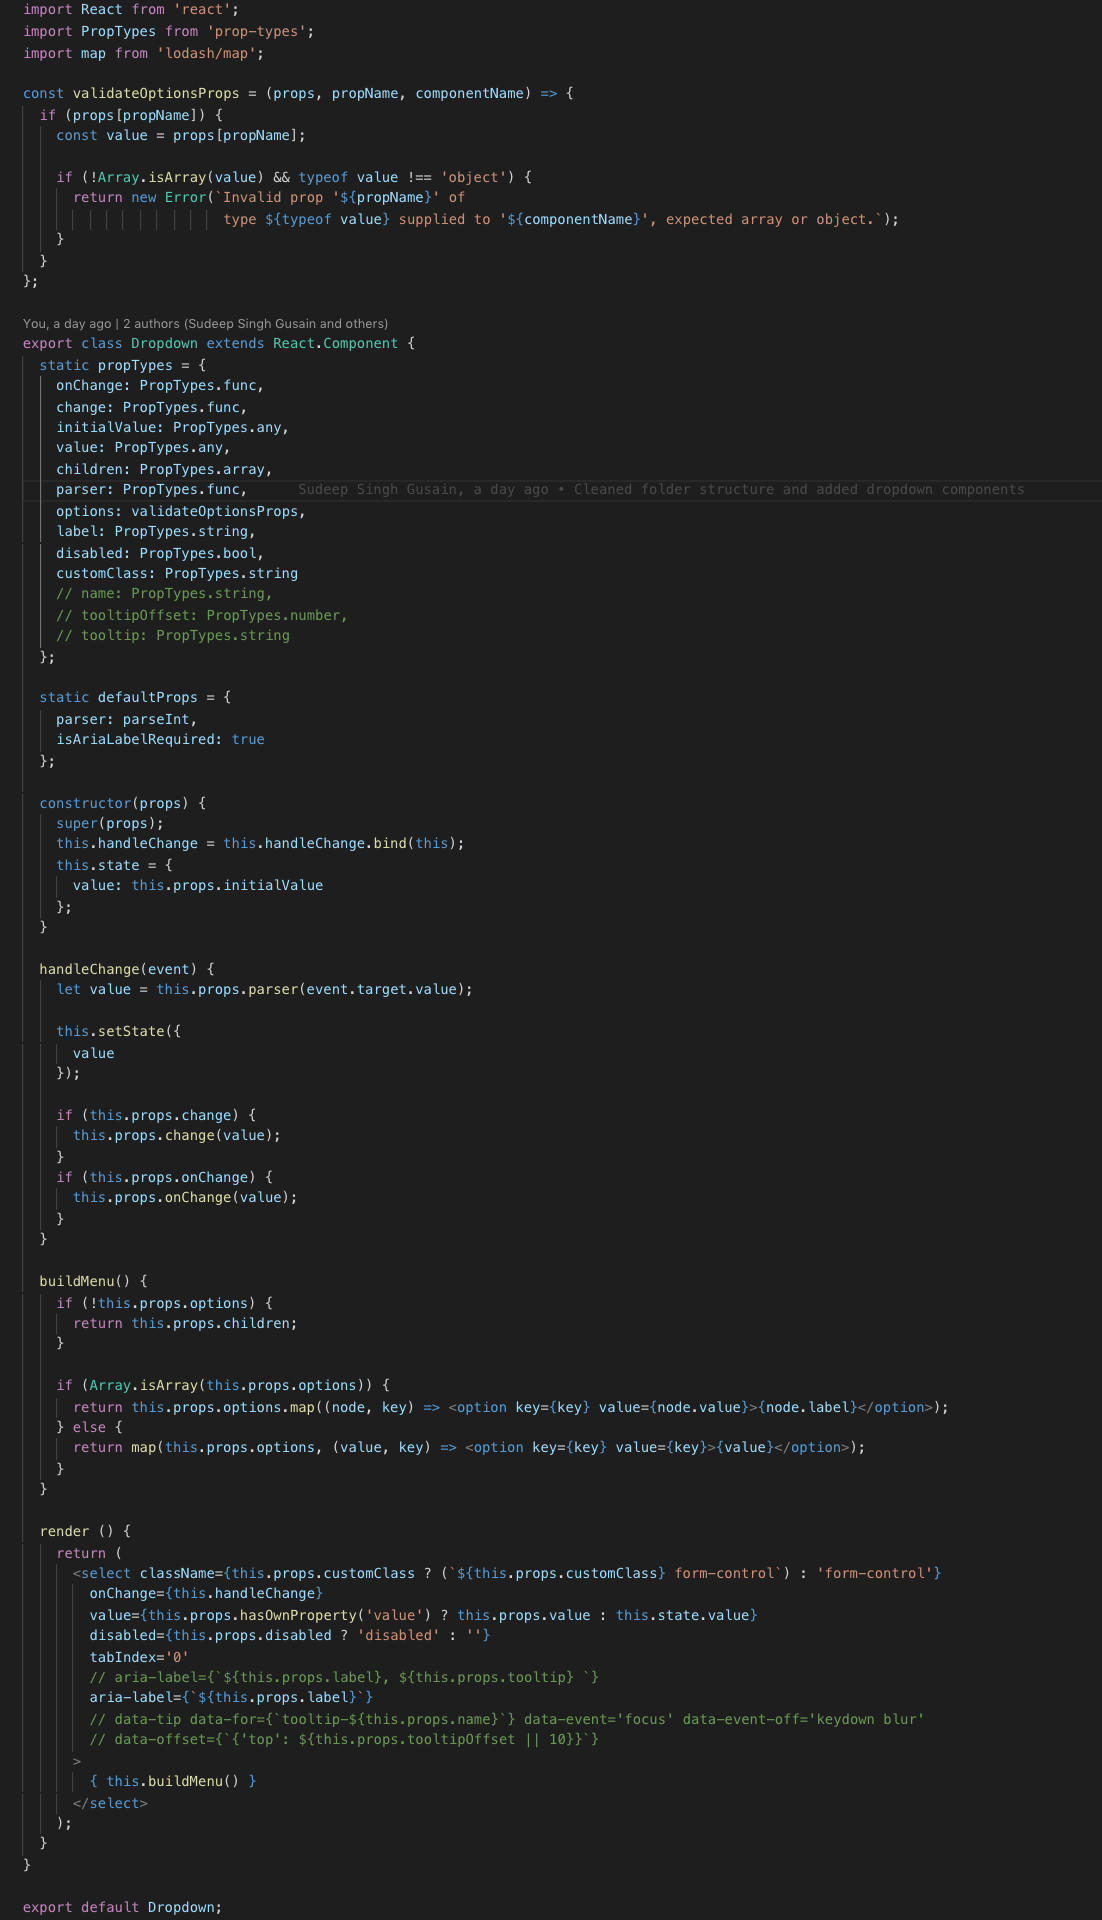 import React from 'react';
import PropTypes from 'prop-types';
import map from 'lodash/map';

const validateOptionsProps = (props, propName, componentName) => {
  if (props[propName]) {
    const value = props[propName];

    if (!Array.isArray(value) && typeof value !== 'object') {
      return new Error(`Invalid prop '${propName}' of
                        type ${typeof value} supplied to '${componentName}', expected array or object.`);
    }
  }
};

You, a day ago | 2 authors (Sudeep Singh Gusain and others)
export class Dropdown extends React.Component {
  static propTypes = {
    onChange: PropTypes.func,
    change: PropTypes.func,
    initialValue: PropTypes.any,
    value: PropTypes.any,
    children: PropTypes.array,
    parser: PropTypes.func,      Sudeep Singh Gusain, a day ago • Cleaned folder structure and added dropdown components
    options: validateOptionsProps,
    label: PropTypes.string,
    disabled: PropTypes.bool,
    customClass: PropTypes.string
    // name: PropTypes.string,
    // tooltipOffset: PropTypes.number,
    // tooltip: PropTypes.string
  };

  static defaultProps = {
    parser: parseInt,
    isAriaLabelRequired: true
  };

  constructor(props) {
    super(props);
    this.handleChange = this.handleChange.bind(this);
    this.state = {
      value: this.props.initialValue
    };
  }

  handleChange(event) {
    let value = this.props.parser(event.target.value);

    this.setState({
      value
    });

    if (this.props.change) {
      this.props.change(value);
    }
    if (this.props.onChange) {
      this.props.onChange(value);
    }
  }

  buildMenu() {
    if (!this.props.options) {
      return this.props.children;
    }

    if (Array.isArray(this.props.options)) {
      return this.props.options.map((node, key) => <option key={key} value={node.value}>{node.label}</option>);
    } else {
      return map(this.props.options, (value, key) => <option key={key} value={key}>{value}</option>);
    }
  }

  render () {
    return (
      <select className={this.props.customClass ? (`${this.props.customClass} form-control`) : 'form-control'}
        onChange={this.handleChange}
        value={this.props.hasOwnProperty('value') ? this.props.value : this.state.value}
        disabled={this.props.disabled ? 'disabled' : ''}
        tabIndex='0'
        // aria-label={`${this.props.label}, ${this.props.tooltip} `}
        aria-label={`${this.props.label}`}
        // data-tip data-for={`tooltip-${this.props.name}`} data-event='focus' data-event-off='keydown blur'
        // data-offset={`{'top': ${this.props.tooltipOffset || 10}}`}
      >
        { this.buildMenu() }
      </select>
    );
  }
}

export default Dropdown;